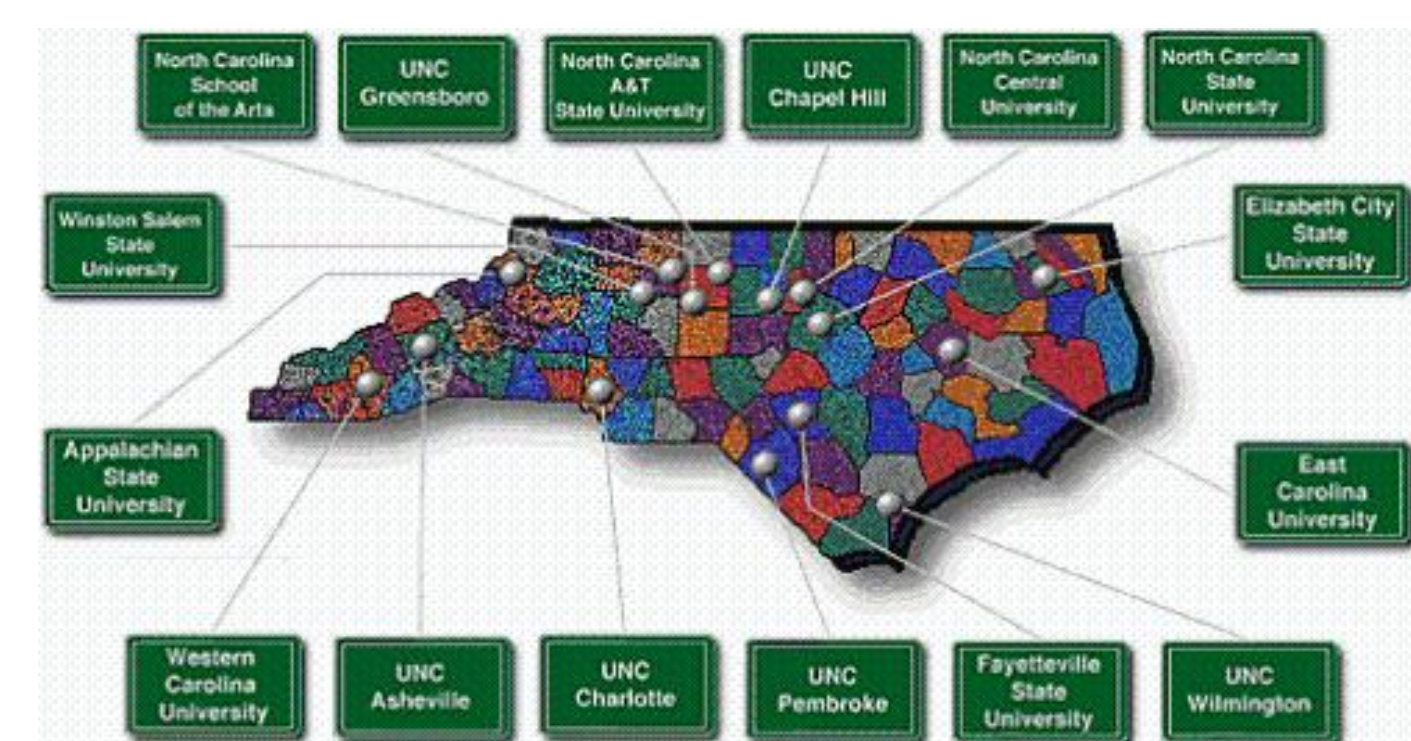 North Carolina
School
of the Arts
UNC
Greensboro
North Carolina
A&T
State University
UNC
Chapel Hill
North Carolina
Central
University
North Carolina
State
University
Winston Salem
State
University
Elizabeth City
State
University
Appalachian
State
University
East
Carolina
University
Western
Carolina
University
UNC
Asheville
UNC
Charlotte
UNC
Pembroke
Fayetteville
State
University
UNC
Wilmington